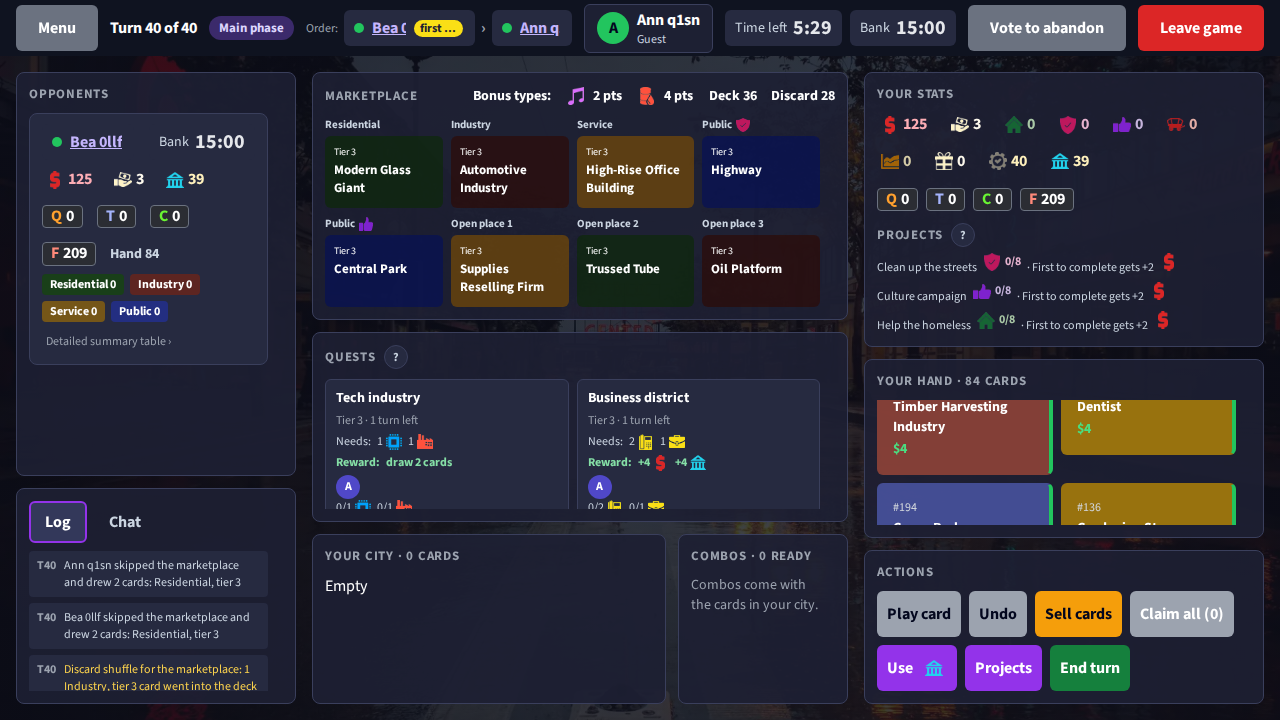 Menu
Turn 40 of 40
Main phase
Order:
first ...
›
Ann q
A
Ann q1sn
Guest
Time left 5:29
Bank 15:00
Vote to abandon
Leave game
OPPONENTS
Bea 0llf
Bank 15:00
125
3
39
Q 0
T 0
C 0
F 209
Hand 84
Residential 0
Industry 0
Service 0
Public 0
Detailed summary table ›
Log
Chat
T40 Ann q1sn skipped the marketplace
and drew 2 cards: Residential, tier 3
T40 Bea 0llf skipped the marketplace and
drew 2 cards: Residential, tier 3
T40 Discard shuffle for the marketplace: 1
Industry, tier 3 card went into the deck
MARKETPLACE
Bonus types:
2 pts
4 pts
Deck 36
Discard 28
Residential
Tier 3
Modern Glass
Giant
Industry
Tier 3
Automotive
Industry
Service
Tier 3
High-Rise Office
Building
Public
Tier 3
Highway
Public
Tier 3
Central Park
Open place 1
Tier 3
Supplies
Reselling Firm
Open place 2
Tier 3
Trussed Tube
Open place 3
Tier 3
Oil Platform
QUESTS
?
Tech industry
Tier 3 · 1 turn left
Needs: 1 1
Reward: draw 2 cards
A
0/1 0/1
Business district
Tier 3 · 1 turn left
Needs: 2 1
Reward: +4 +4
A
0/2 0/1
YOUR CITY · 0 CARDS
Empty
COMBOS · 0 READY
Combos come with
the cards in your city.
YOUR STATS
125
3
0
0
0
0
0
0
40
39
Q 0
T 0
C 0
F 209
PROJECTS
?
Clean up the streets 0/8 · First to complete gets +2
Culture campaign 0/8 · First to complete gets +2
Help the homeless 0/8 · First to complete gets +2
YOUR HAND · 84 CARDS
Timber Harvesting
Industry
$4
Dentist
$4
#194
#136
ACTIONS
Play card
Undo
Sell cards
Claim all (0)
Use
Projects
End turn